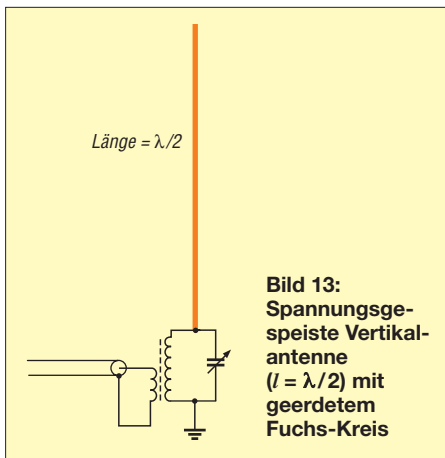 Länge = λ/2
Bild 13:
Spannungsge-
speiste Vertikal-
antenne
(l = λ/2) mit
geerdetem
Fuchs-Kreis